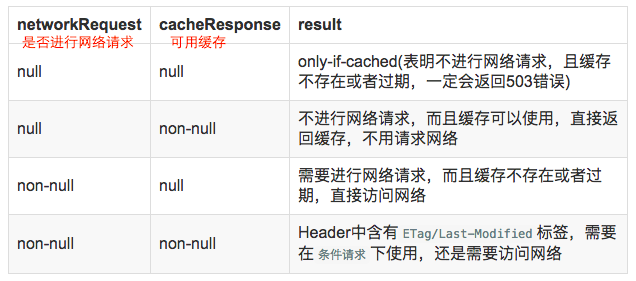 networkRequest cacheResponse result
是否进行网络请求 可用缓存
null null only-if-cached(表明不进行网络请求，且缓存
不存在或者过期，一定会返回503错误)
null non-null 不进行网络请求，而且缓存可以使用，直接返
回缓存，不用请求网络
non-null null 需要进行网络请求，而且缓存不存在或者过
期，直接访问网络
non-null non-null Header中含有 ETag/Last-Modified 标签，需要
在 条件请求 下使用，还是需要访问网络